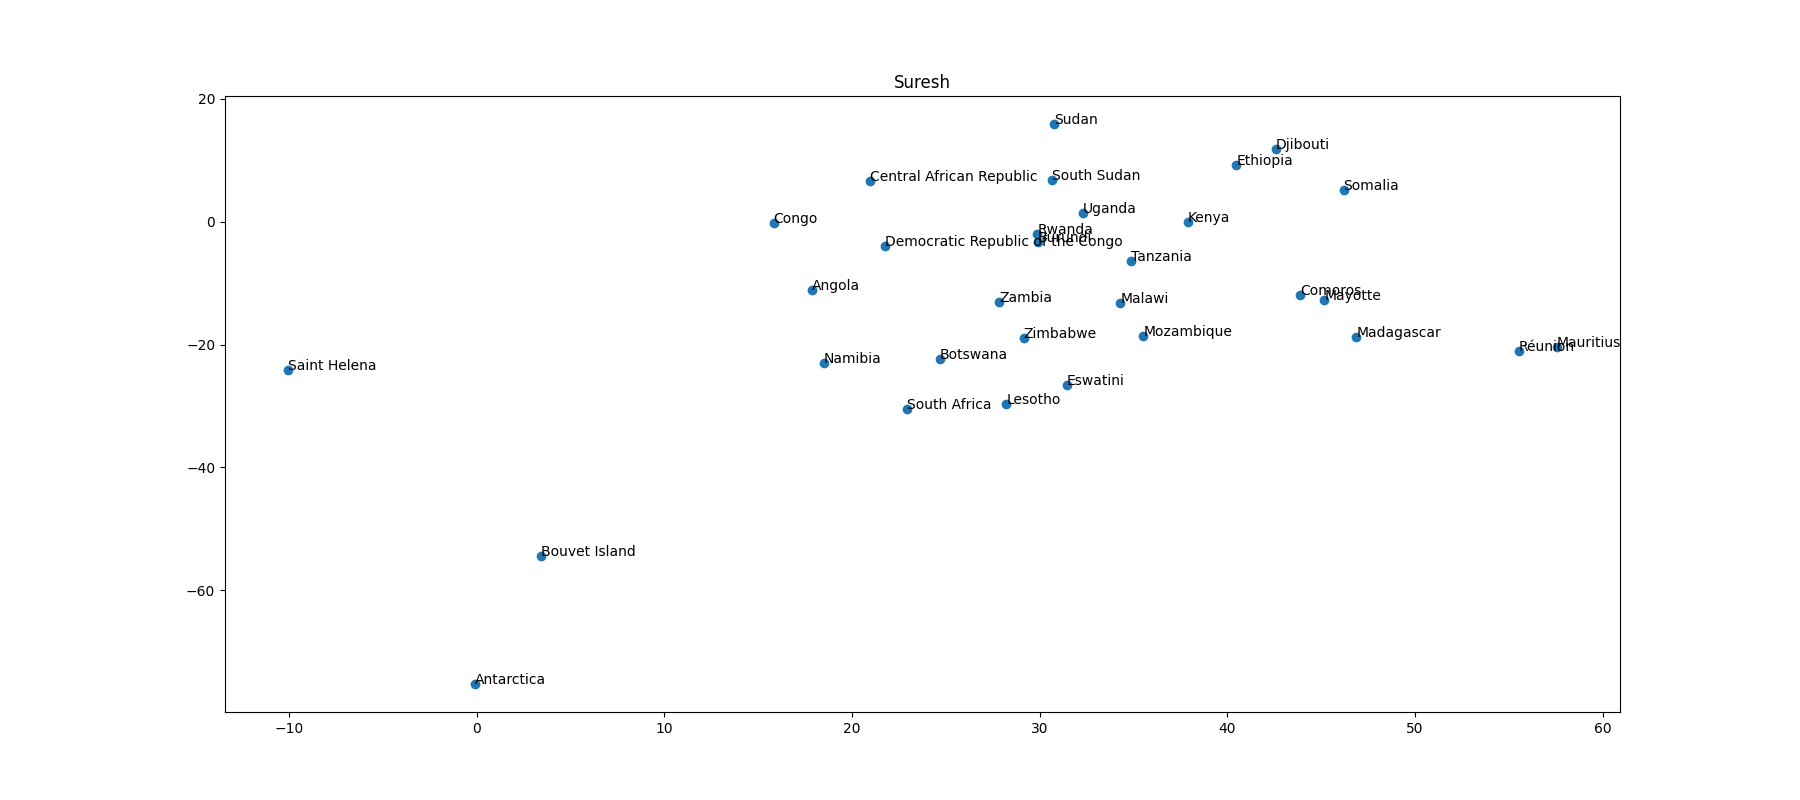 Suresh
20
Sudan
Djibouti
Ethiopia
Central African Republic
South Sudan
Somalia
Uganda
0
Congo
Kenya
Rwanda
Burundi
Democratic Republic of the Congo
Tanzania
Angola
Comoros
Mayotte
Zambia
Malawi
Mozambique
Zimbabwe
Madagascar
−20
Mauritius
Réunion
Botswana
Namibia
Saint Helena
Eswatini
Lesotho
South Africa
−40
Bouvet Island
−60
Antarctica
−10 0 10 20 30 40 50 60